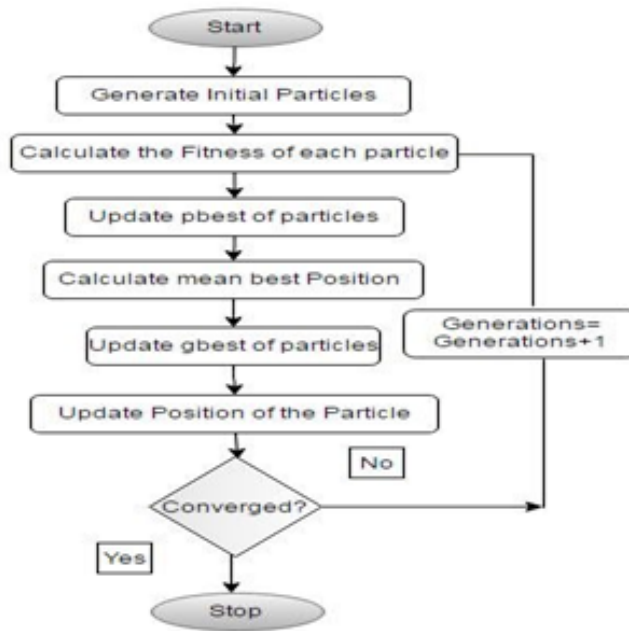 Start
Generate Initial Particles
Calculate the Fitness of each particle
Update pbest of particles
Calculate mean best Position
Generations=
Generations+1
Update gbest of particles
Update Position of the Particle
No
Converged?
Yes
Stop